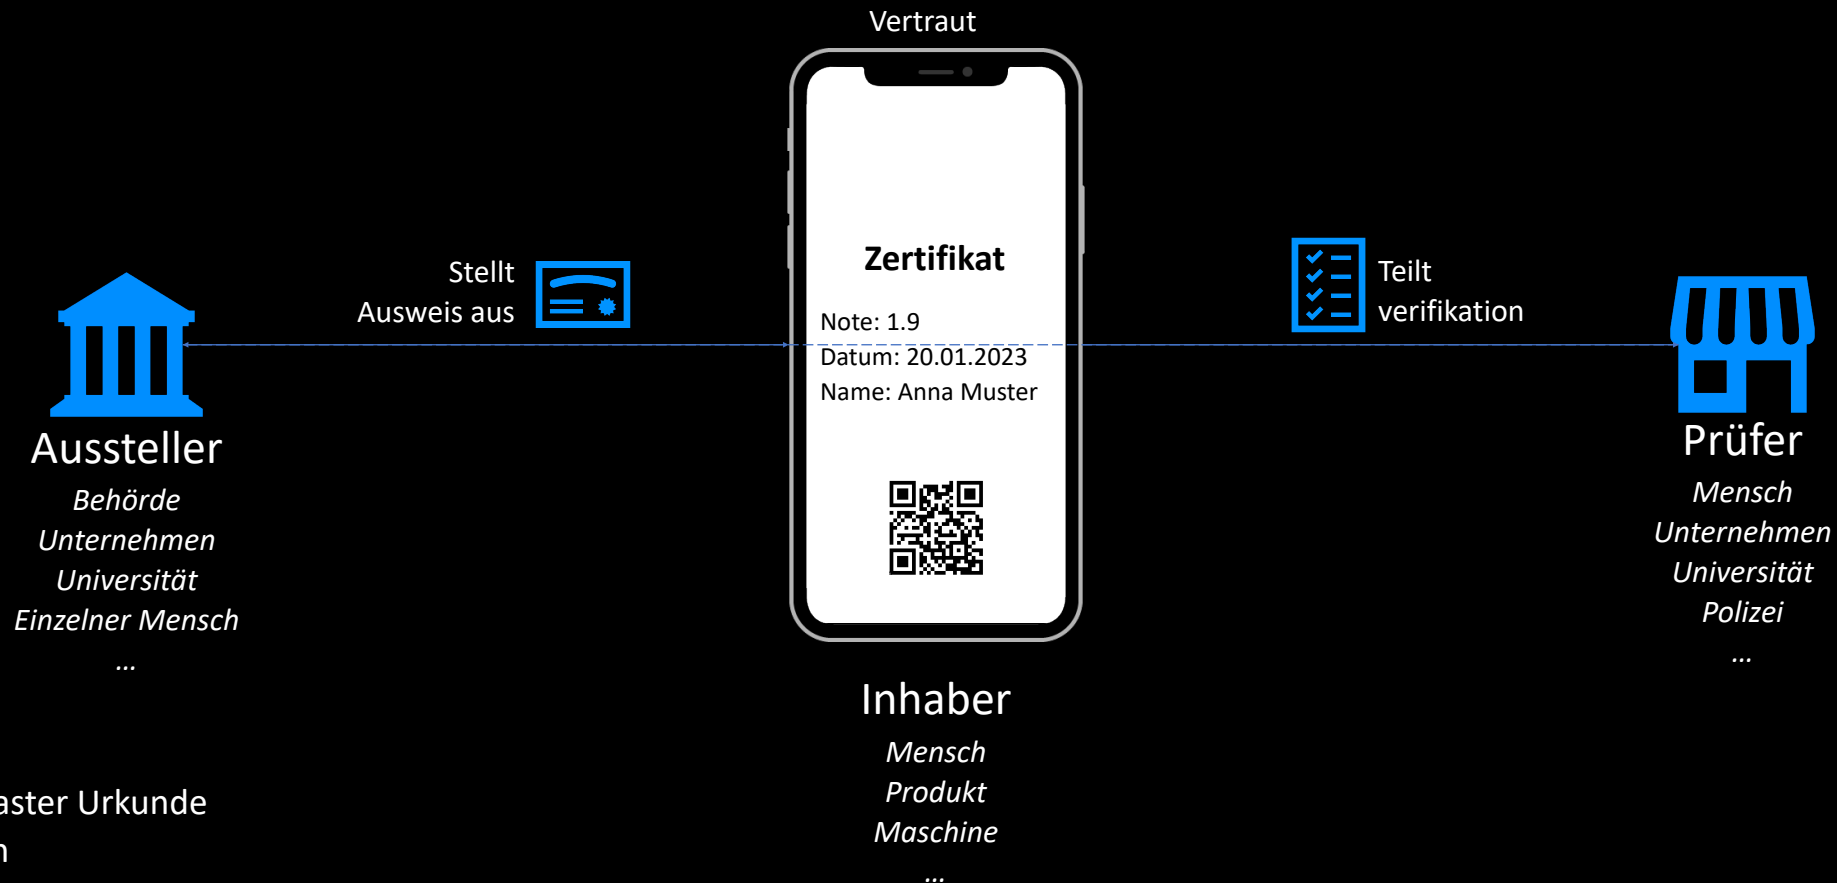 Vertraut
Zertifikat
Note: 1.9
Datum: 20.01.2023
Name: Anna Muster
Stellt
Ausweis aus
Teilt
verifikation
Aussteller
Behörde
Unternehmen
Universität
Einzelner Mensch
...
Prüfer
Mensch
Unternehmen
Universität
Polizei
...
Inhaber
Mensch
Produkt
Maschine
...
Urkunde